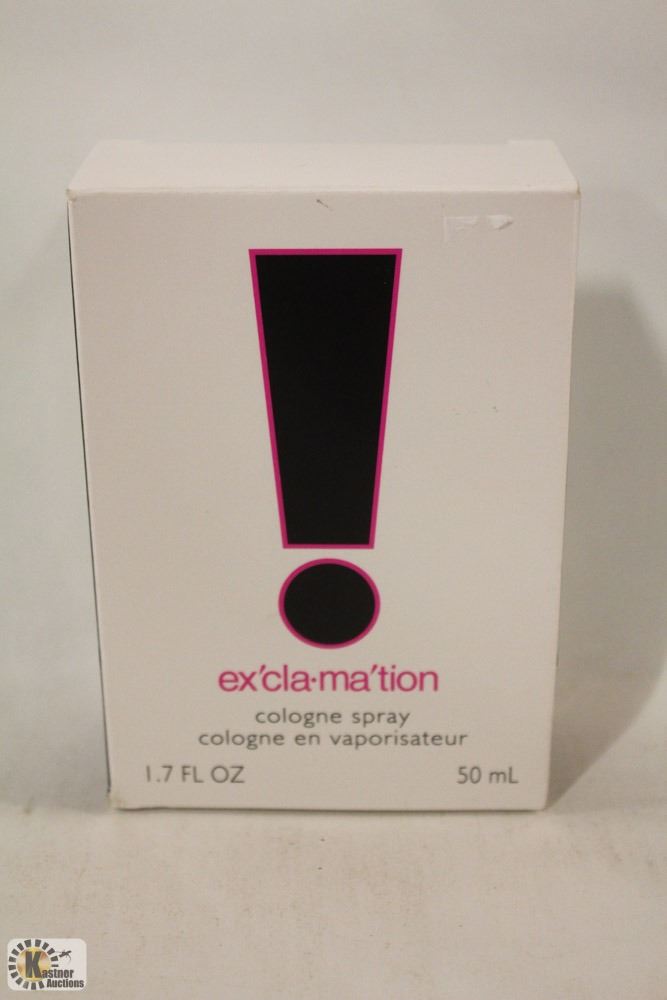 !
ex'cla·ma'tion
cologne spray
cologne en vaporisateur
1.7 FL OZ 50 mL
Kastner
Auctions